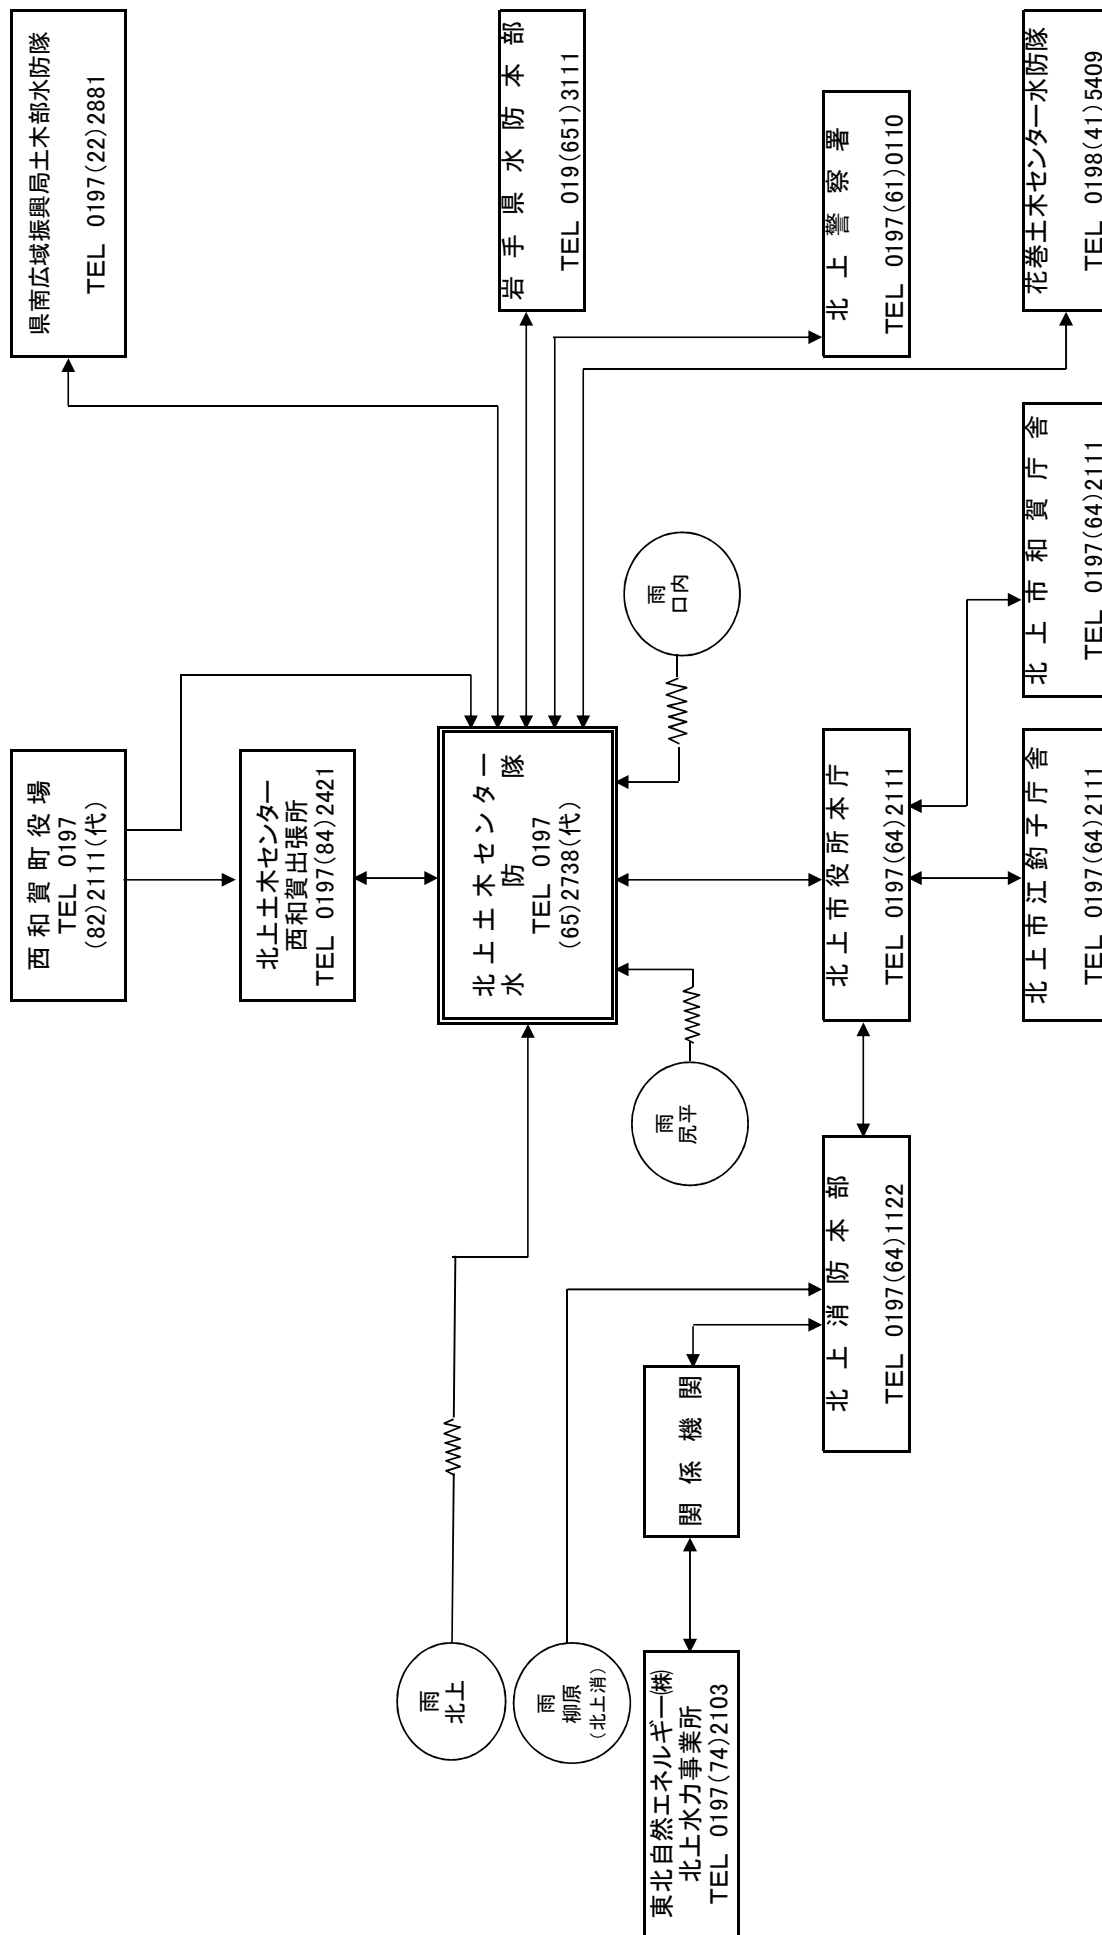 西和賀町役場
TEL 0197
(82)2111(代)
県南広域振興局土木部水防隊
TEL 0197(22)2881
北上土木センター
西和賀出張所
TEL 0197(84)2421
雨
北上
北上土木センター
水防隊
TEL 0197
(65)2738(代)
岩手県水防本部
TEL 019(651)3111
雨
柳原
(北上消)
雨
尻平
雨
口内
東北自然エネルギー㈱
北上水力事業所
TEL 0197(74)2103
関係機関
北上消防本部
TEL 0197(64)1122
北上市役所本庁
TEL 0197(64)2111
北上警察署
TEL 0197(61)0110
北上市江釣子庁舎
TEL 0197(64)2111
北上市和賀庁舎
TEL 0197(64)2111
花巻土木センター水防隊
TEL 0198(41)5409